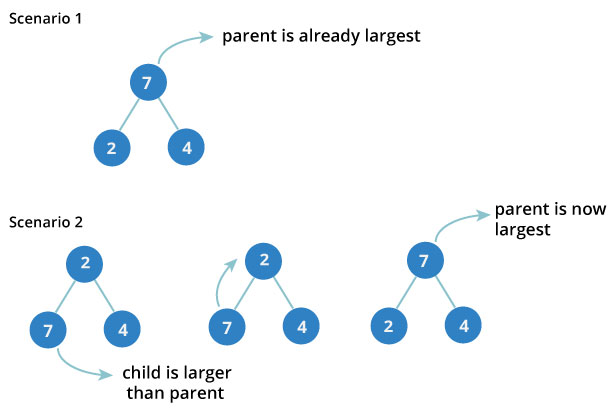 Scenario 1
parent is already largest
7
2 4
Scenario 2
parent is now
largest
2 2 7
7 4 7 4 2 4
child is larger
than parent